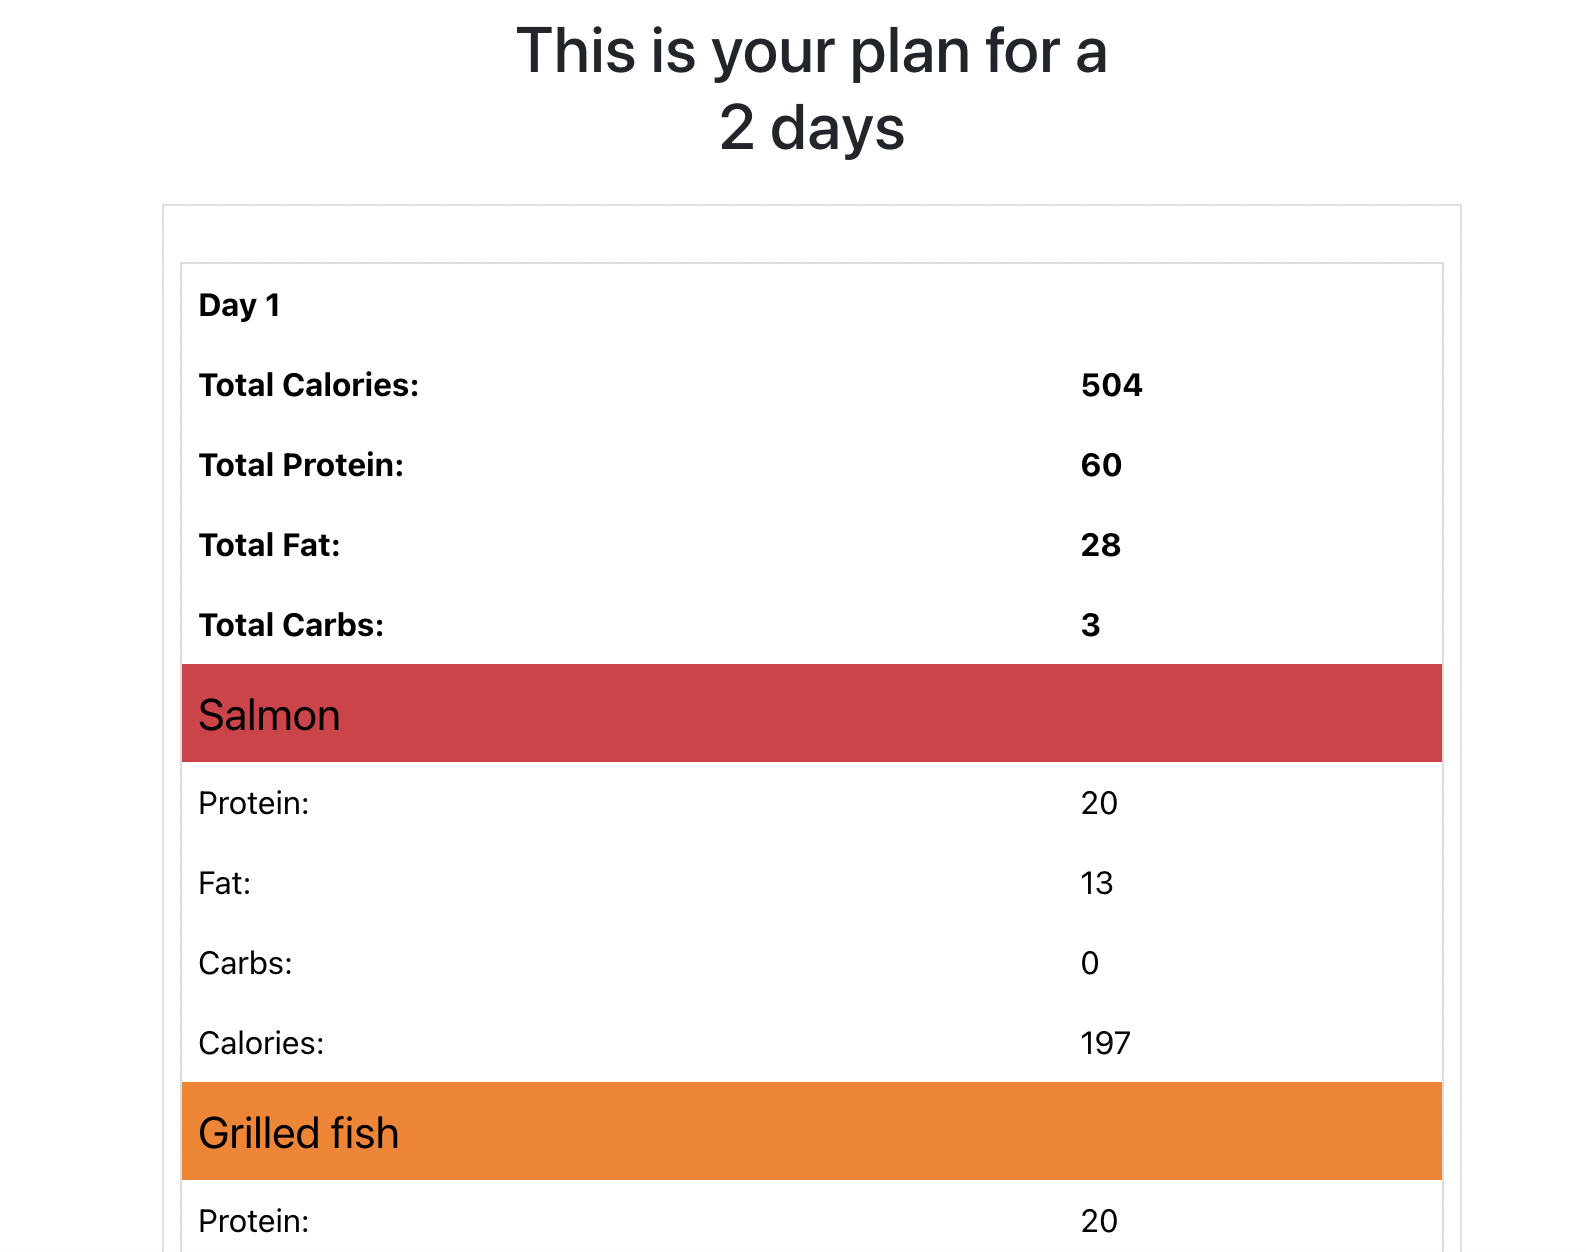 This is your plan for a
2 days
Day 1
Total Calories: 504
Total Protein: 60
Total Fat: 28
Total Carbs: 3
Salmon
Protein: 20
Fat: 13
Carbs: 0
Calories: 197
Grilled fish
Protein: 20